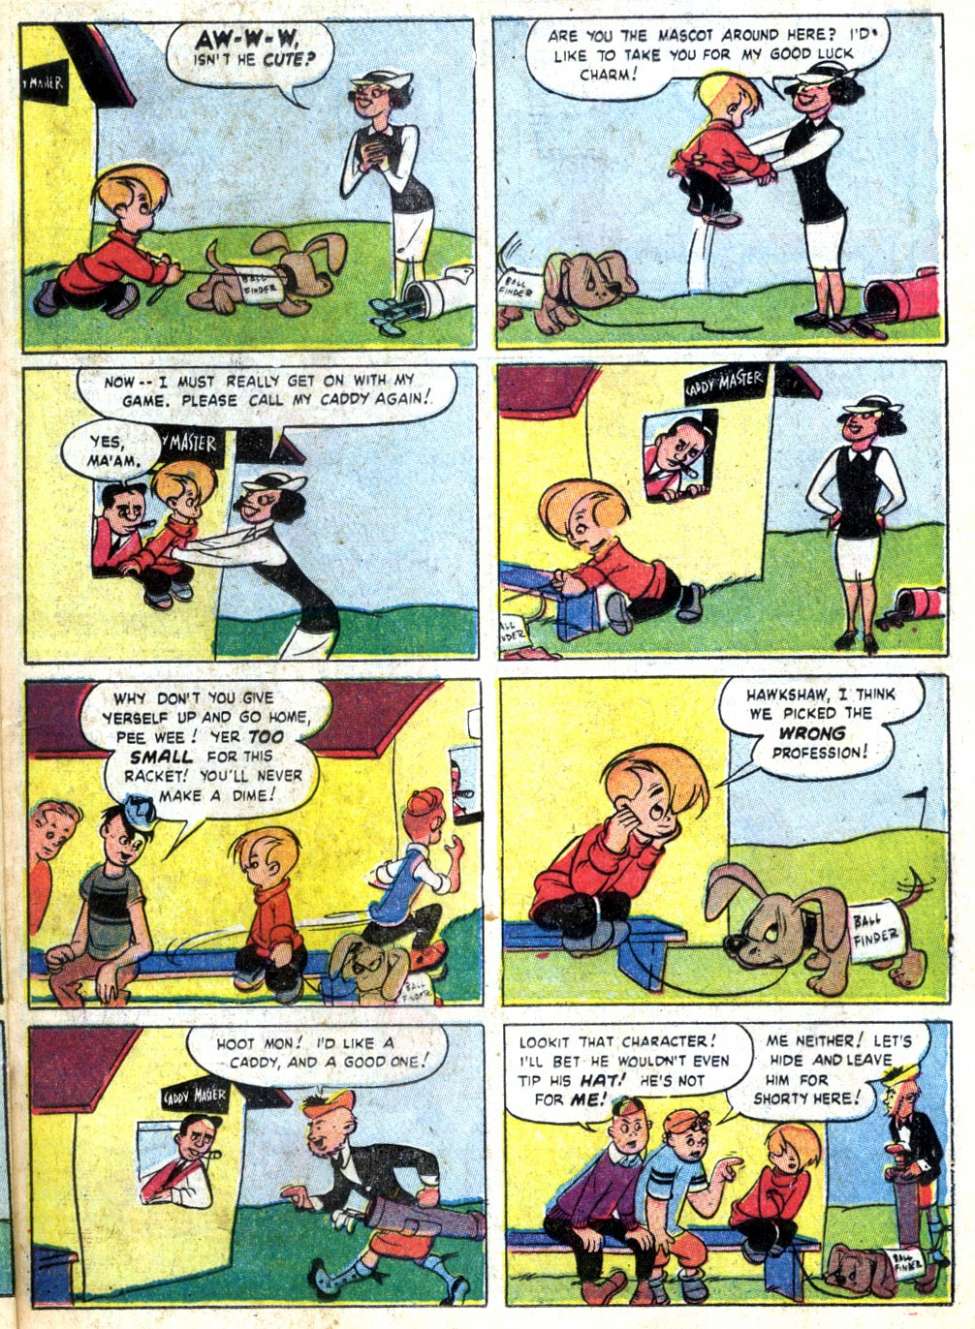 AW-W-W,
ISN'T HE CUTE?
Y MASTER
BALL
FINDER
ARE YOU THE MASCOT AROUND HERE? I'D
LIKE TO TAKE YOU FOR MY GOOD LUCK
CHARM!
BALL
FINDER
NOW-- I MUST REALLY GET ON WITH MY
GAME. PLEASE CALL MY CADDY AGAIN!
YES,
MA'AM.
Y MASTER
CADDY MASTER
ALL
NDER
WHY DON'T YOU GIVE
YERSELF UP AND GO HOME,
PEE WEE! YER TOO
SMALL FOR THIS
RACKET! YOU'LL NEVER
MAKE A DIME!
BALL
FINDER
HAWKSHAW, I THINK
WE PICKED THE
WRONG
PROFESSION!
BALL
FINDER
HOOT MON! I'D LIKE A
CADDY, AND A GOOD ONE!
CADDY MASTER
LOOKIT THAT CHARACTER!
I'LL BET HE WOULDN'T EVEN
TIP HIS HAT! HE'S NOT
FOR ME!
ME NEITHER! LET'S
HIDE AND LEAVE
HIM FOR
SHORTY HERE!
BALL
FINDER